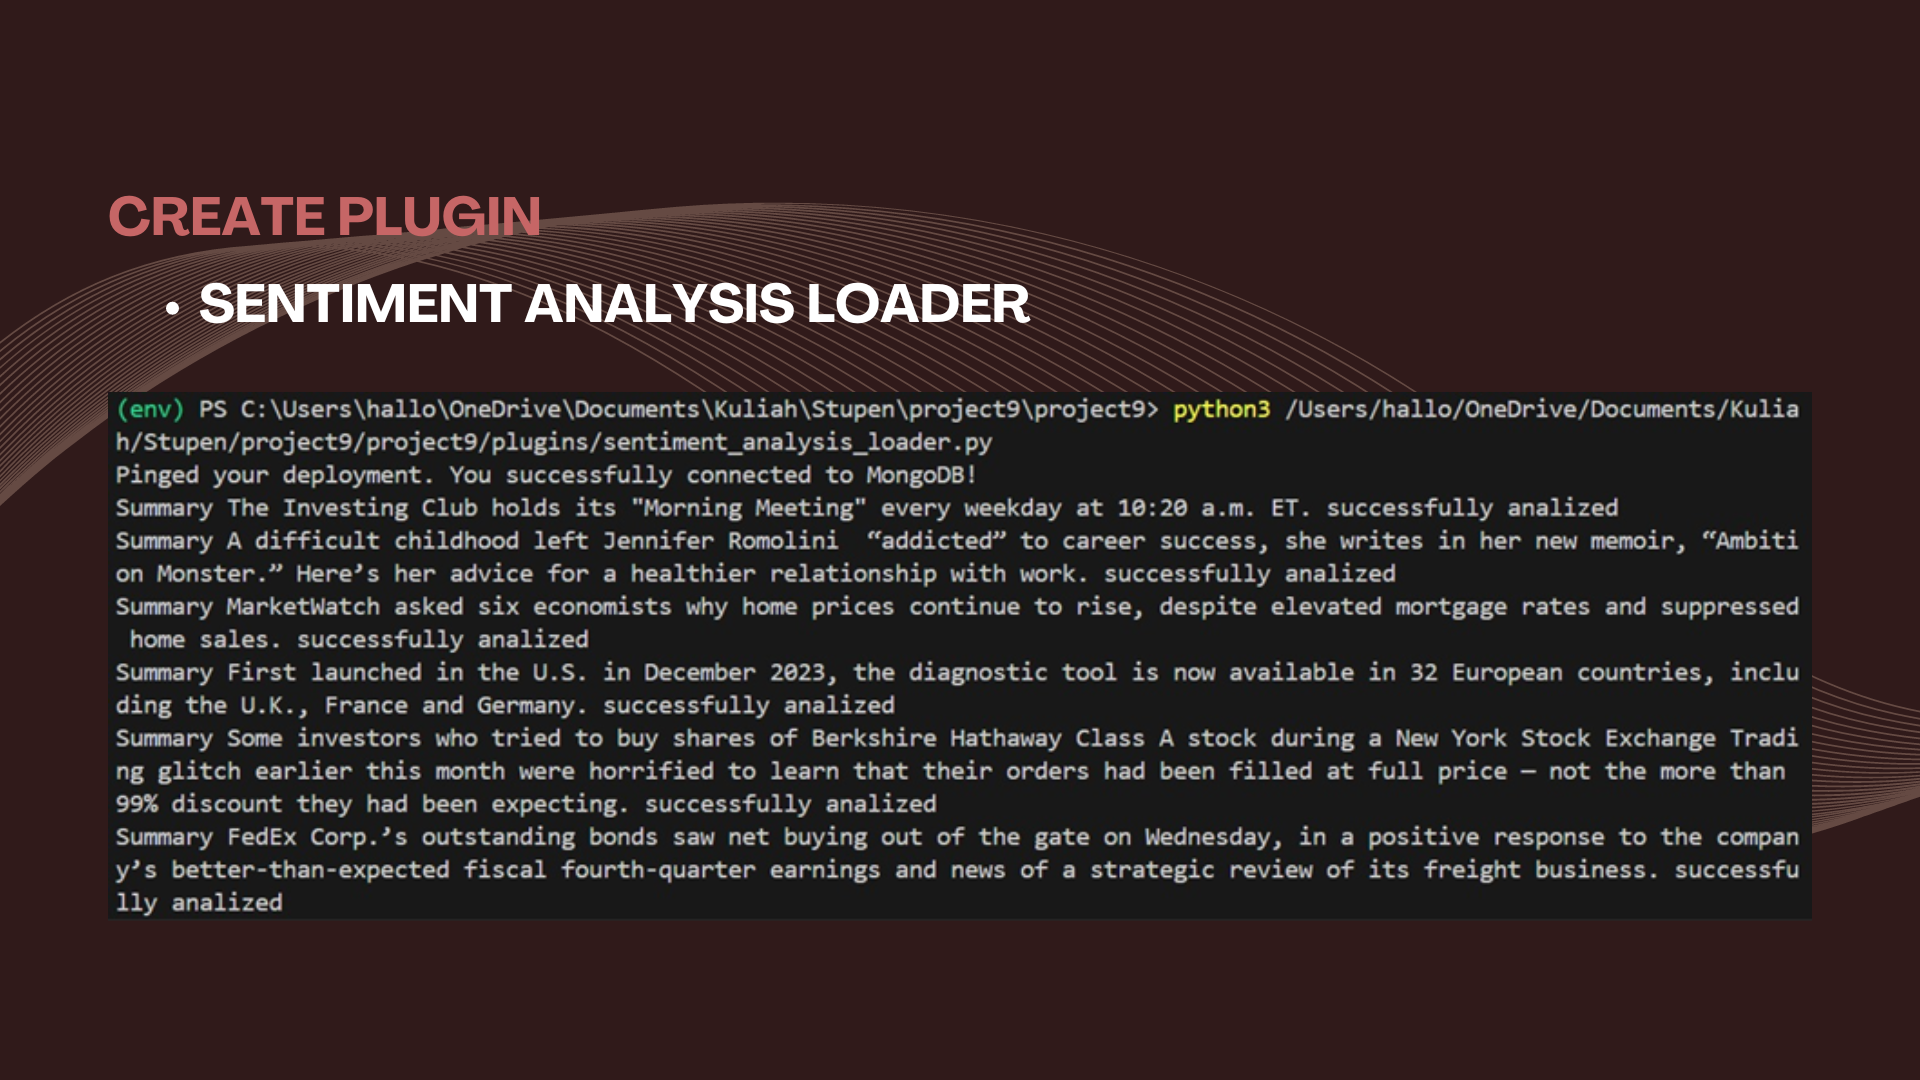 CREATE PLUGIN
• SENTIMENT ANALYSIS LOADER
(env) PS C:\Users\hallo\OneDrive\Documents\Kuliah\Stupen\project9\project9> python3 /Users/hallo/OneDrive/Documents/Kulia
h/Stupen/project9/project9/plugins/sentiment_analysis_loader.py
Pinged your deployment. You successfully connected to MongoDB!
Summary The Investing Club holds its "Morning Meeting" every weekday at 10:20 a.m. ET. successfully analized
Summary A difficult childhood left Jennifer Romolini  “addicted” to career success, she writes in her new memoir, “Ambiti
on Monster.” Here’s her advice for a healthier relationship with work. successfully analized
Summary MarketWatch asked six economists why home prices continue to rise, despite elevated mortgage rates and suppressed
 home sales. successfully analized
Summary First launched in the U.S. in December 2023, the diagnostic tool is now available in 32 European countries, inclu
ding the U.K., France and Germany. successfully analized
Summary Some investors who tried to buy shares of Berkshire Hathaway Class A stock during a New York Stock Exchange Tradi
ng glitch earlier this month were horrified to learn that their orders had been filled at full price — not the more than
99% discount they had been expecting. successfully analized
Summary FedEx Corp.’s outstanding bonds saw net buying out of the gate on Wednesday, in a positive response to the compan
y’s better-than-expected fiscal fourth-quarter earnings and news of a strategic review of its freight business. successfu
lly analized